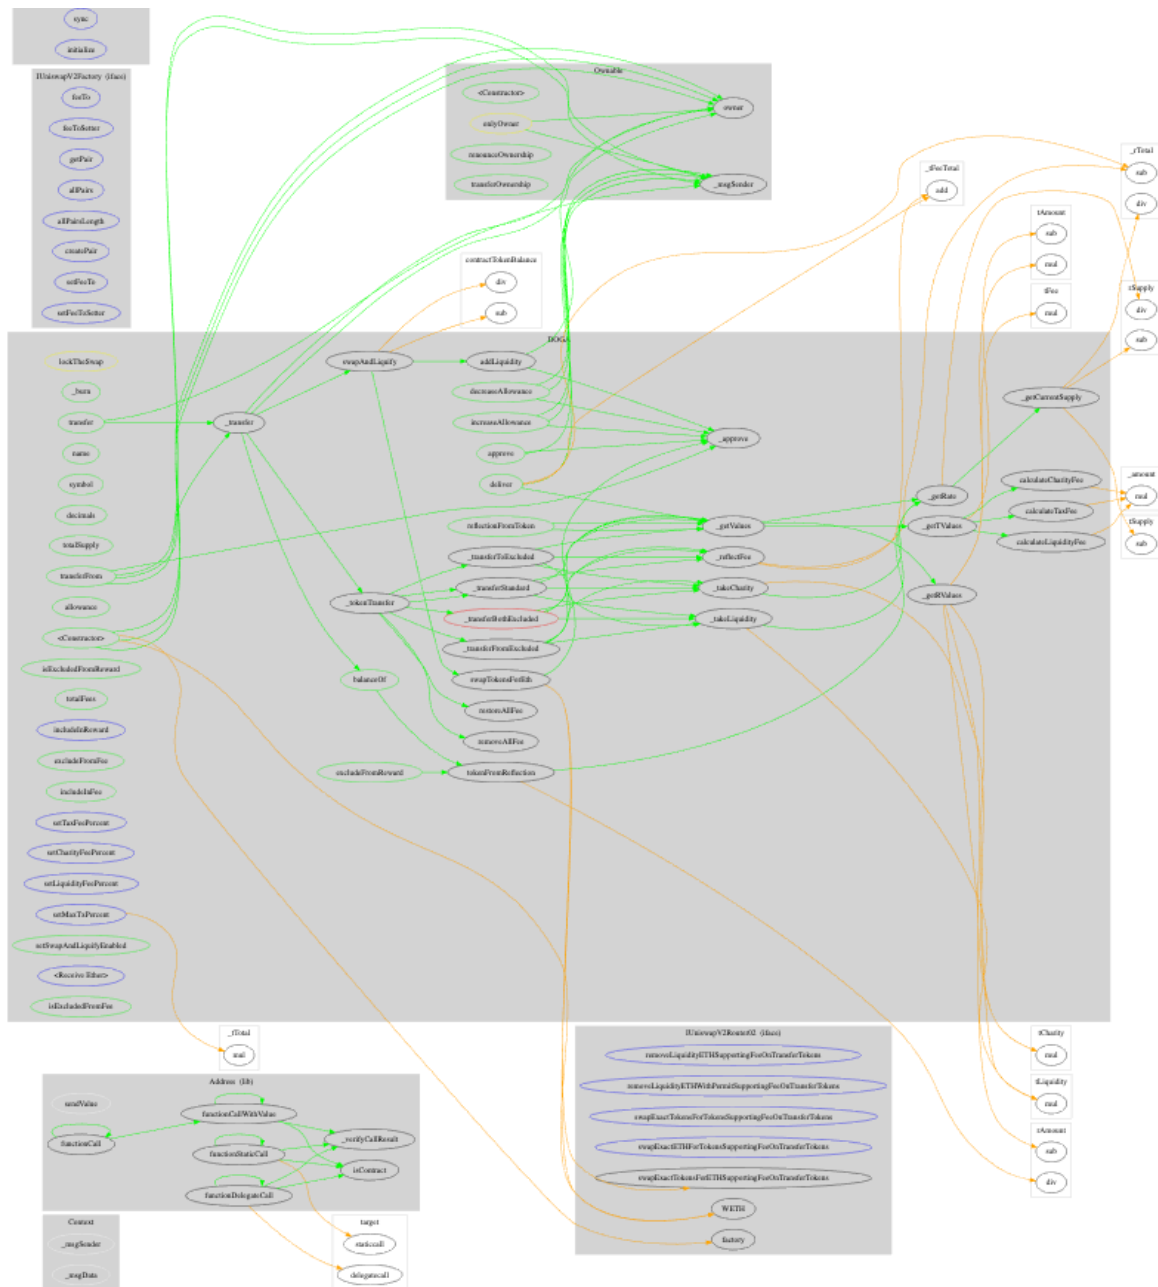 sync
initialize
IUniswapV2Factory (iface)
feeTo
feeToSetter
getPair
allPairs
allPairsLength
createPair
setFeeTo
setFeeToSetter
Ownable
<Constructor>
onlyOwner
renounceOwnership
transferOwnership
owner
_msgSender
_tFeeTotal
add
_rTotal
sub
div
tAmount
sub
mul
tFee
mul
rSupply
div
sub
contractTokenBalance
div
sub
lockTheSwap
_burn
transfer
name
symbol
decimals
totalSupply
transferFrom
allowance
<Constructor>
isExcludedFromReward
totalFees
includeInReward
excludeFromFee
includeInFee
setTaxFeePercent
setCharityFeePercent
setLiquidityFeePercent
setMaxTxPercent
setSwapAndLiquifyEnabled
<Receive Ether>
isExcludedFromFee
_transfer
swapAndLiquify
_tokenTransfer
balanceOf
excludeFromReward
addLiquidity
decreaseAllowance
increaseAllowance
approve
deliver
reflectionFromToken
_transferToExcluded
_transferStandard
_transferBothExcluded
_transferFromExcluded
swapTokensForEth
restoreAllFee
removeAllFee
tokenFromReflection
_approve
_getValues
_reflectFee
_takeCharity
_takeLiquidity
_getRate
_getTValues
_getRValues
_getCurrentSupply
calculateCharityFee
calculateTaxFee
calculateLiquidityFee
_amount
mul
tSupply
sub
_tTotal
mul
Address (lib)
sendValue
functionCall
functionCallWithValue
functionStaticCall
functionDelegateCall
_verifyCallResult
isContract
Context
_msgSender
_msgData
target
staticcall
delegatecall
IUniswapV2Router02 (iface)
removeLiquidityETHSupportingFeeOnTransferTokens
removeLiquidityETHWithPermitSupportingFeeOnTransferTokens
swapExactTokensForTokensSupportingFeeOnTransferTokens
swapExactETHForTokensSupportingFeeOnTransferTokens
swapExactTokensForETHSupportingFeeOnTransferTokens
WETH
factory
tCharity
mul
tLiquidity
mul
rAmount
sub
div